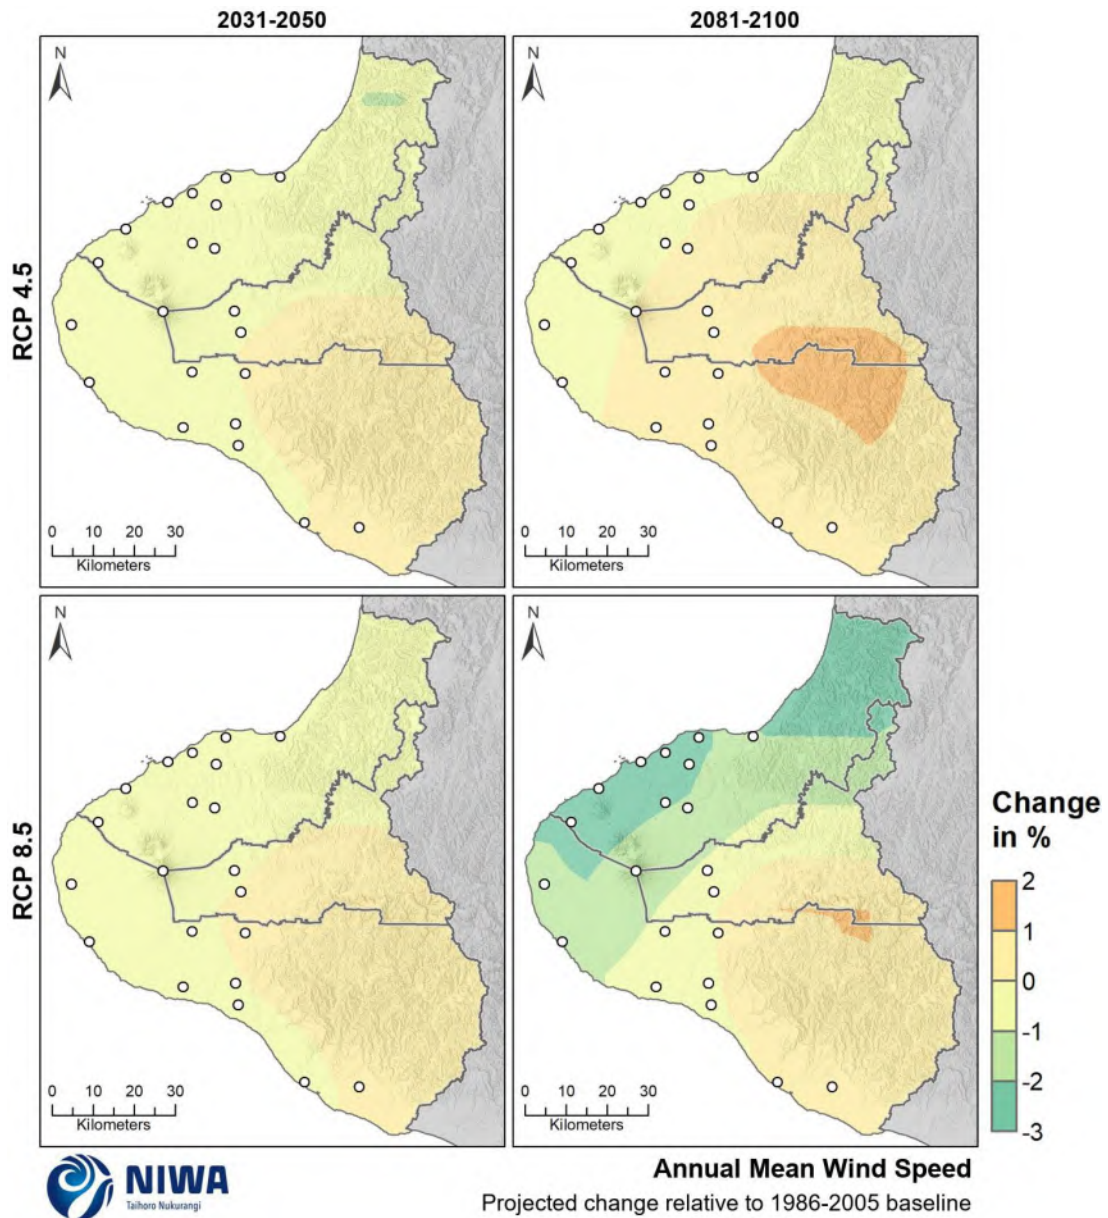 2031-2050
2081-2100
RCP 4.5
N
0 10 20 30
Kilometers
N
0 10 20 30
Kilometers
RCP 8.5
N
0 10 20 30
Kilometers
N
0 10 20 30
Kilometers
Change
in %
2
1
0
-1
-2
-3
NIWA
Taihoro Nukurangi
Annual Mean Wind Speed
Projected change relative to 1986-2005 baseline